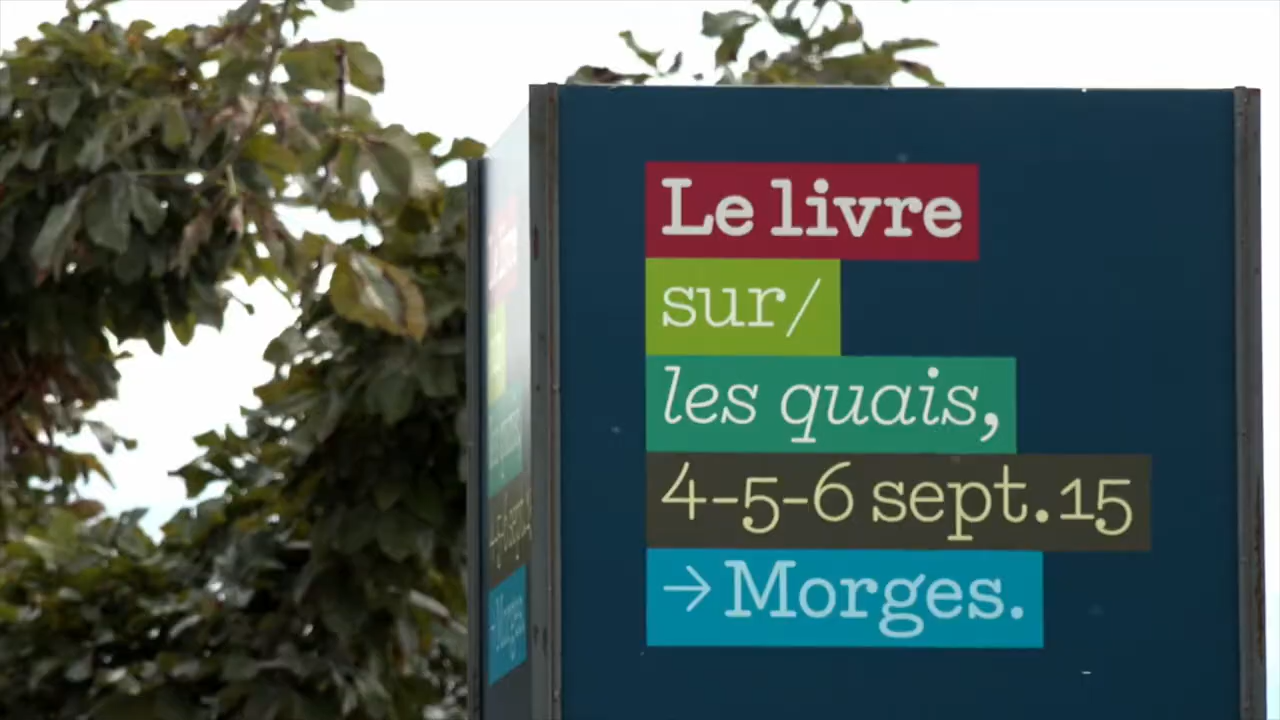 Le livre
sur/
les quais,
4-5-6 sept. 15
→ Morges.